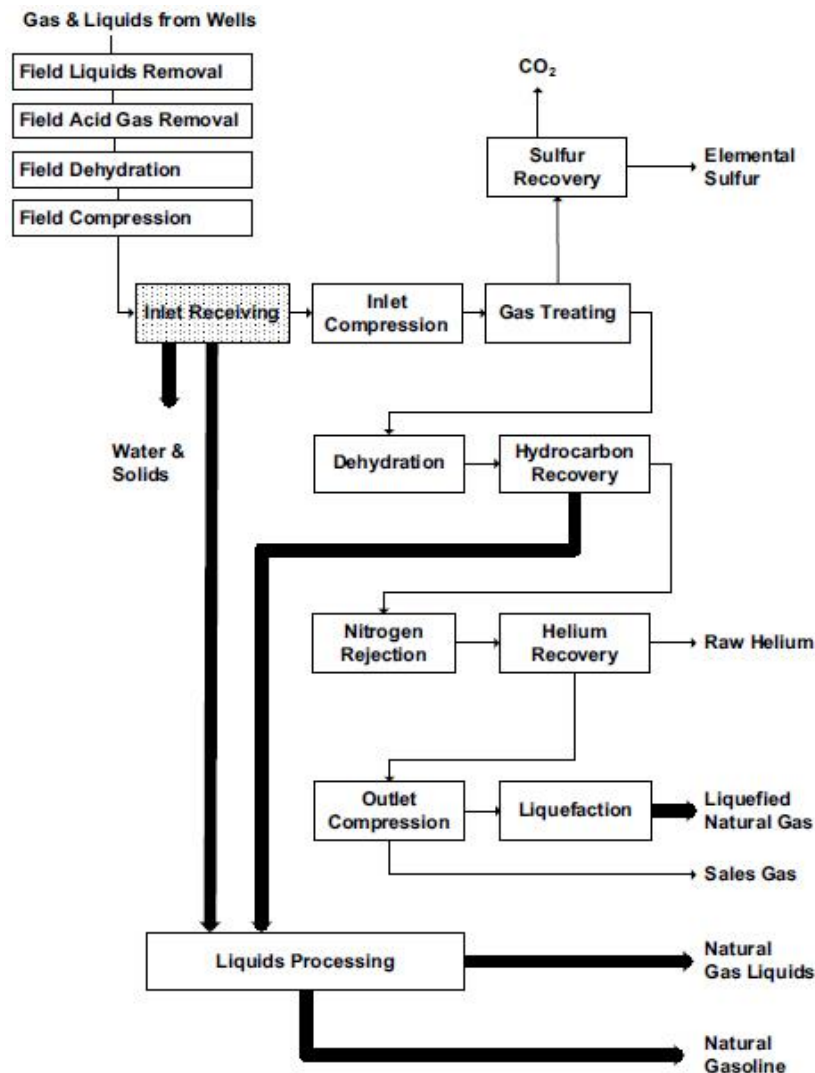 Gas & Liquids from Wells
Field Liquids Removal
Field Acid Gas Removal
Field Dehydration
Field Compression
CO₂
Sulfur
Recovery
Elemental
Sulfur
Inlet Receiving
Inlet
Compression
Gas Treating
Water &
Solids
Dehydration
Hydrocarbon
Recovery
Nitrogen
Rejection
Helium
Recovery
Raw Helium
Outlet
Compression
Liquefaction
Liquefied
Natural Gas
Sales Gas
Liquids Processing
Natural
Gas Liquids
Natural
Gasoline